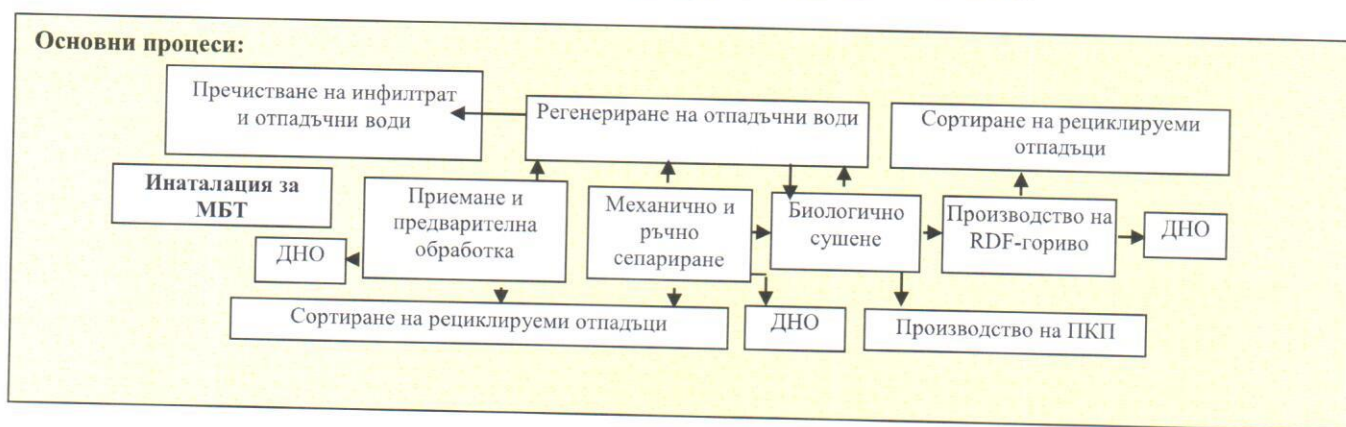 Основни процеси:
Пречистване на инфилтрат
и отпадъчни води
Регенериране на отпадъчни води
Сортиране на рециклируеми
отпадъци
Инаталация за
МБТ
Приемане и
предварителна
обработка
Механично и
ръчно
сепариране
Биологично
сушене
Производство на
RDF-гориво
ДНО
ДНО
Сортиране на рециклируеми отпадъци
ДНО
Производство на ПКП